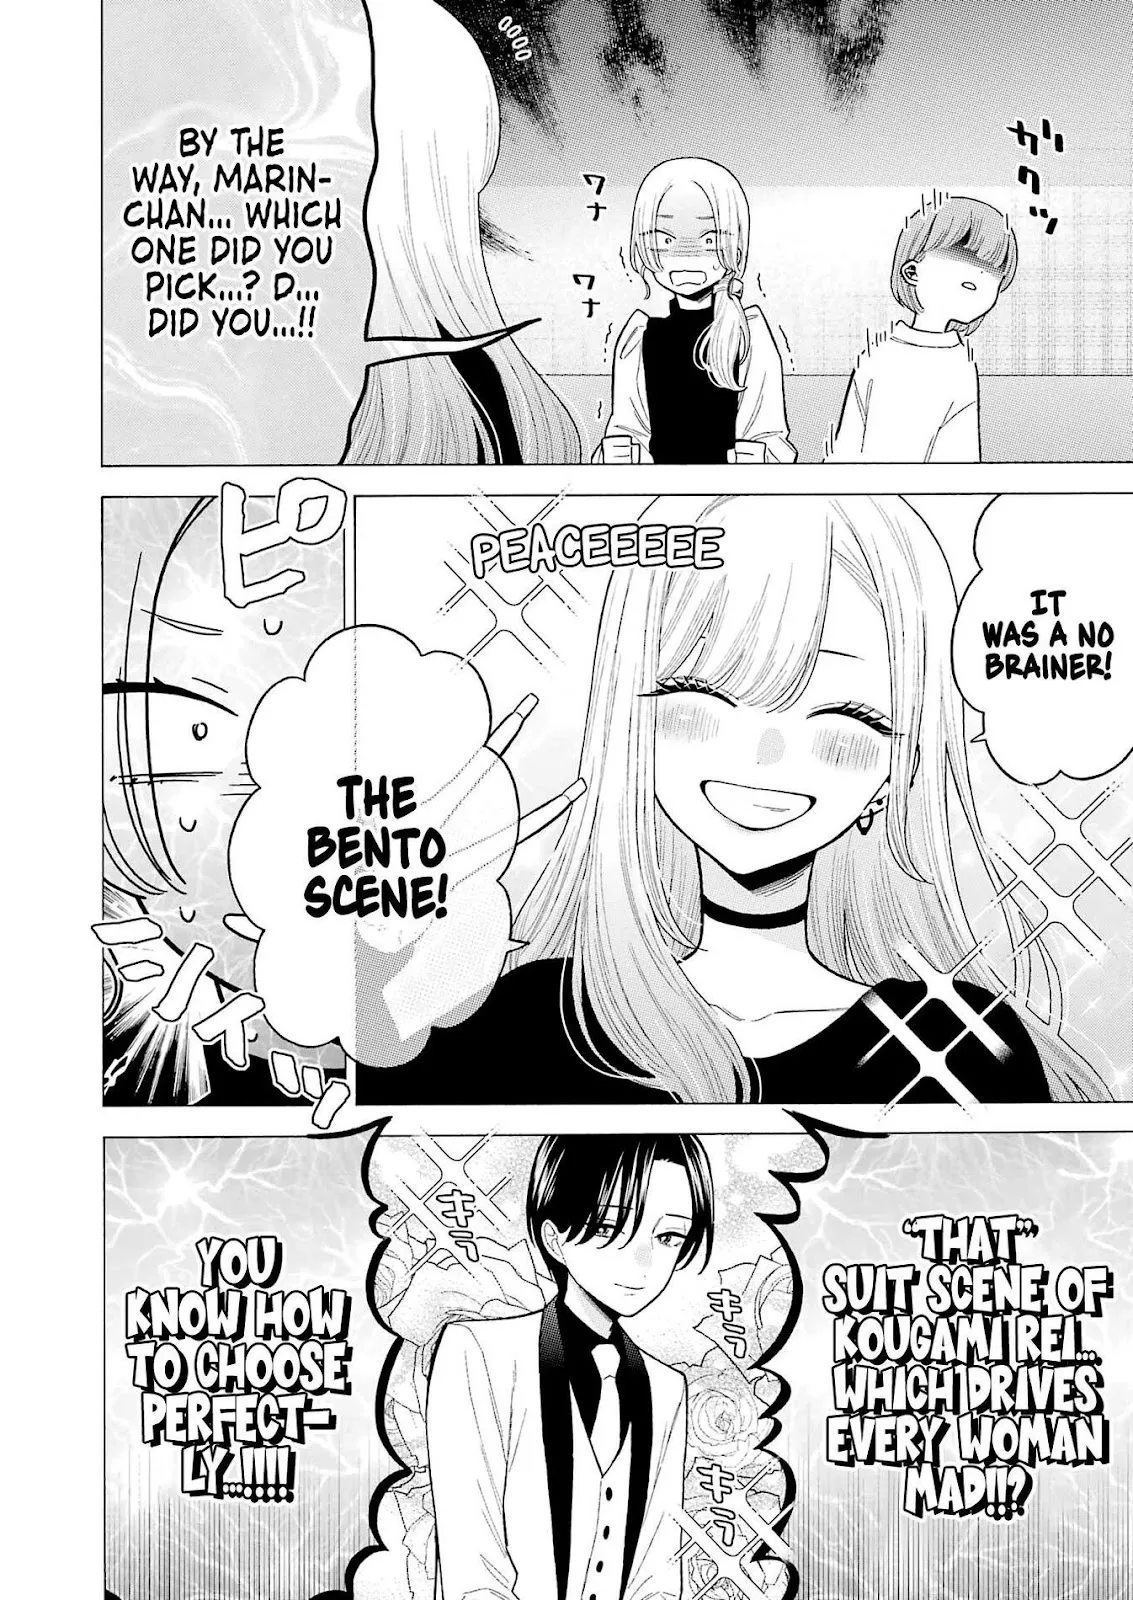 ガクッ
ワナ
ワナ
OOOO
BY THE
WAY, MARIN-
CHAN... WHICH
ONE DID YOU
PICK...? D...
DID YOU...!!
IT
WAS A NO
BRAINER!
PEACEEEEE
THE
BENTO
SCENE!
ピシィッ
"THAT"
SUIT SCENE OF
KOUGAMI REI...
WHICH DRIVES
EVERY WOMAN
MAD!!?
キラ
キラ
キラ
YOU
KNOW HOW
TO CHOOSE
PERFECT-
LY...!!!!!